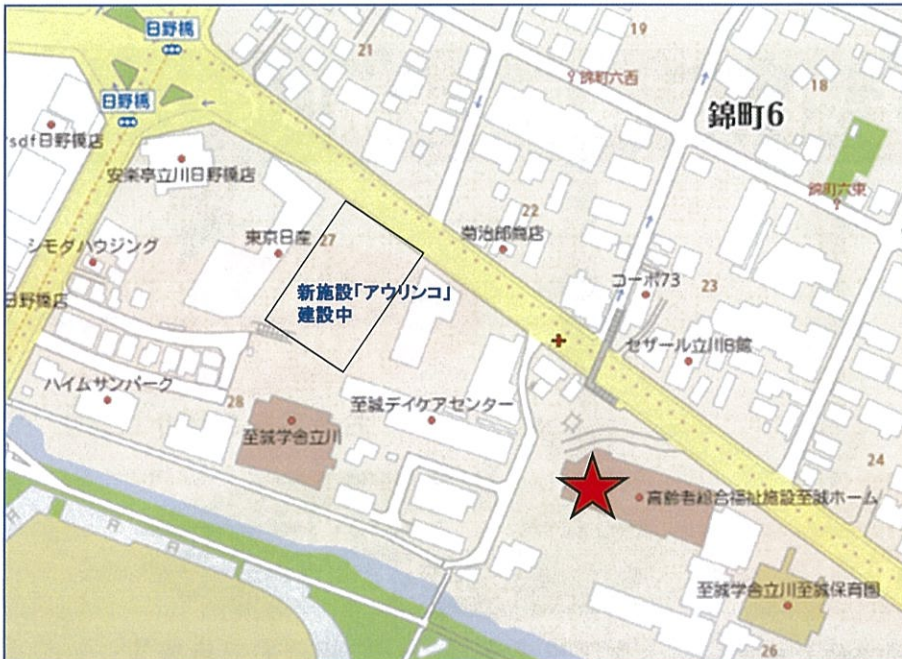 日野橋
日野橋
21
19
錦町六西
18
錦町6
sdf日野橋店
安楽亭立川日野橋店
錦町六東
22
東京日産
27
菊治郎商店
シモダハウジング
新施設「アウリンコ」
建設中
コーポ73
23
日野橋店
セザール立川B館
ハイムサンパーク
28
至誠デイケアセンター
至誠学舎立川
24
高齢者総合福祉施設至誠ホーム
至誠学舎立川至誠保育園
26